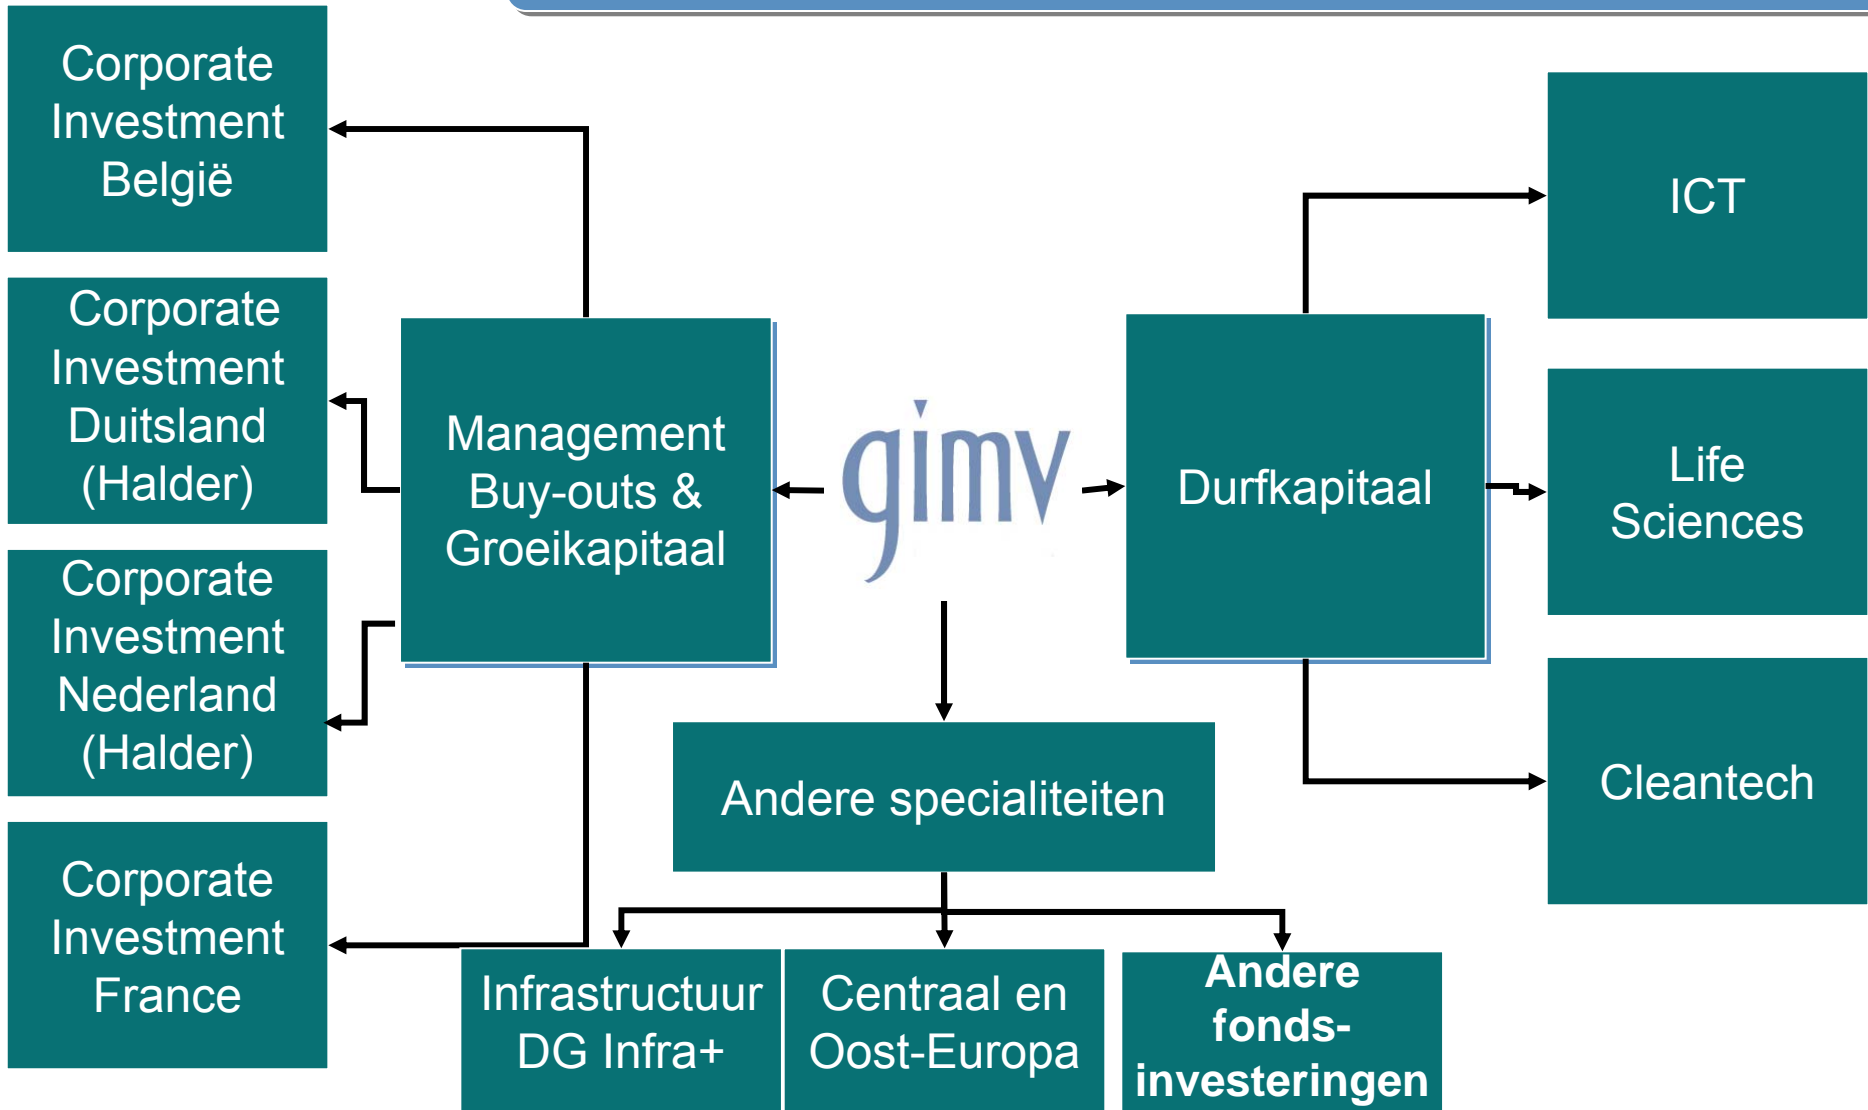 Corporate
Investment
België
Corporate
Investment
Duitsland
(Halder)
Corporate
Investment
Nederland
(Halder)
Corporate
Investment
France
Management
Buy-outs &
Groeikapitaal
gimv
Durfkapitaal
ICT
Life
Sciences
Cleantech
Andere specialiteiten
Infrastructuur
DG Infra+
Centraal en
Oost-Europa
Andere
fonds-
investeringen